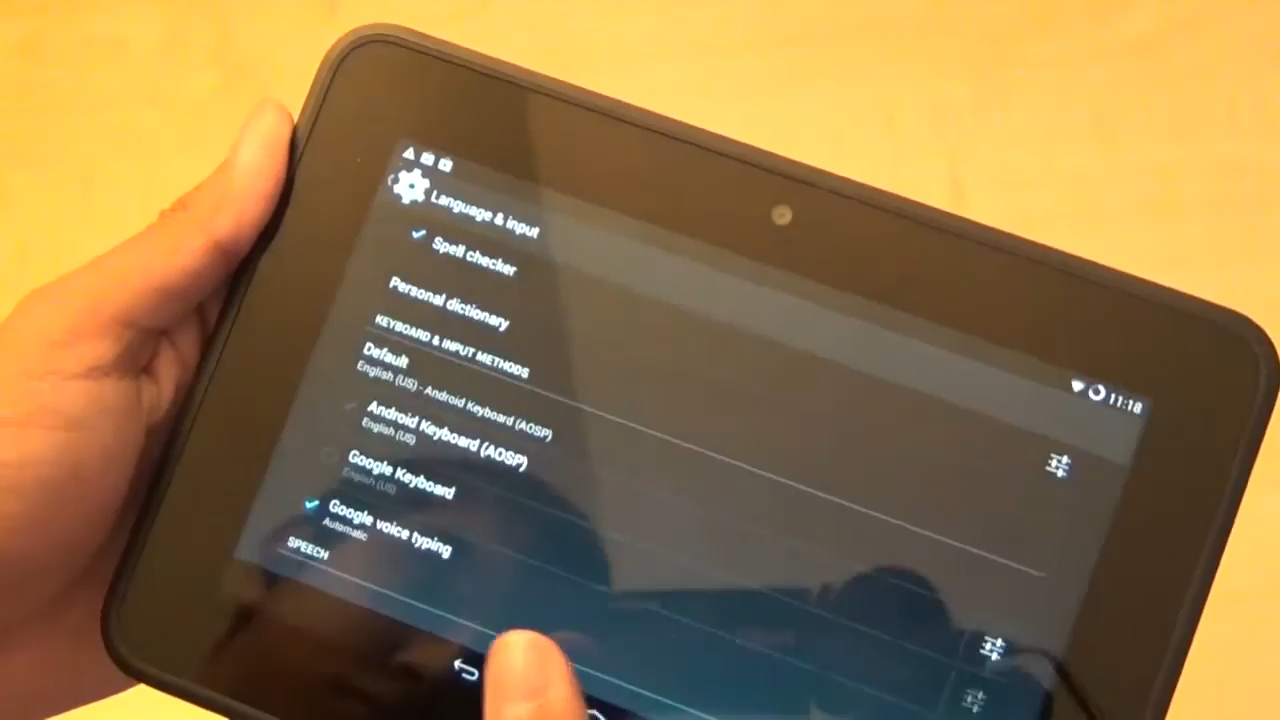 Language & input
Spell checker
Personal dictionary
KEYBOARD & INPUT METHODS
Default
English (US) - Android Keyboard (AOSP)
Android Keyboard (AOSP)
English (US)
Google Keyboard
English (US)
Google voice typing
Automatic
SPEECH
11:18